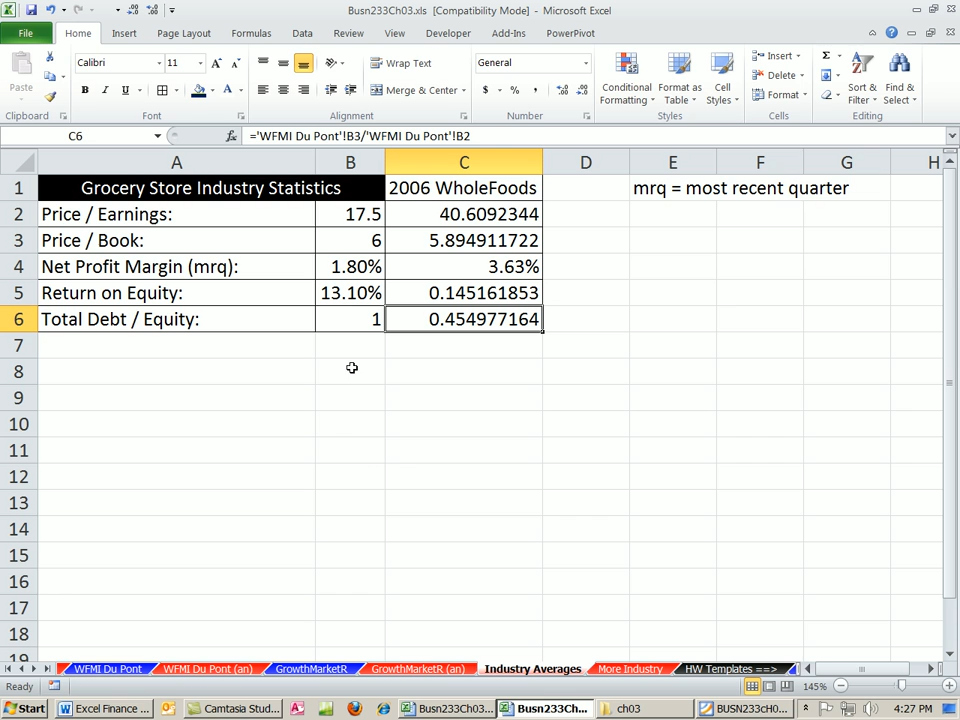 Busn233Ch03.xls [Compatibility Mode] - Microsoft Excel
File Home Insert Page Layout Formulas Data Review View Developer Add-Ins PowerPivot
Paste
Calibri 11
B I U A
Wrap Text
Merge & Center
General
$ % ,
Conditional Formatting
Format as Table
Cell Styles
Insert
Delete
Format
Sort & Filter
Find & Select
Clipboard Font Alignment Number Styles Cells Editing
C6 fx ='WFMI Du Pont'!B3/'WFMI Du Pont'!B2
A B C D E F G H
1 Grocery Store Industry Statistics 2006 WholeFoods mrq = most recent quarter
2 Price / Earnings: 17.5 40.6092344
3 Price / Book: 6 5.894911722
4 Net Profit Margin (mrq): 1.80% 3.63%
5 Return on Equity: 13.10% 0.145161853
6 Total Debt / Equity: 1 0.454977164
7
8
9
10
11
12
13
14
15
16
17
18
19
WFMI Du Pont WFMI Du Pont (an) GrowthMarketR GrowthMarketR (an) Industry Averages More Industry HW Templates ==>
Ready 145%
Start Excel Finance ... Camtasia Stud... Busn233Ch03... Busn233Ch... ch03 BUSN233cH0... 4:27 PM